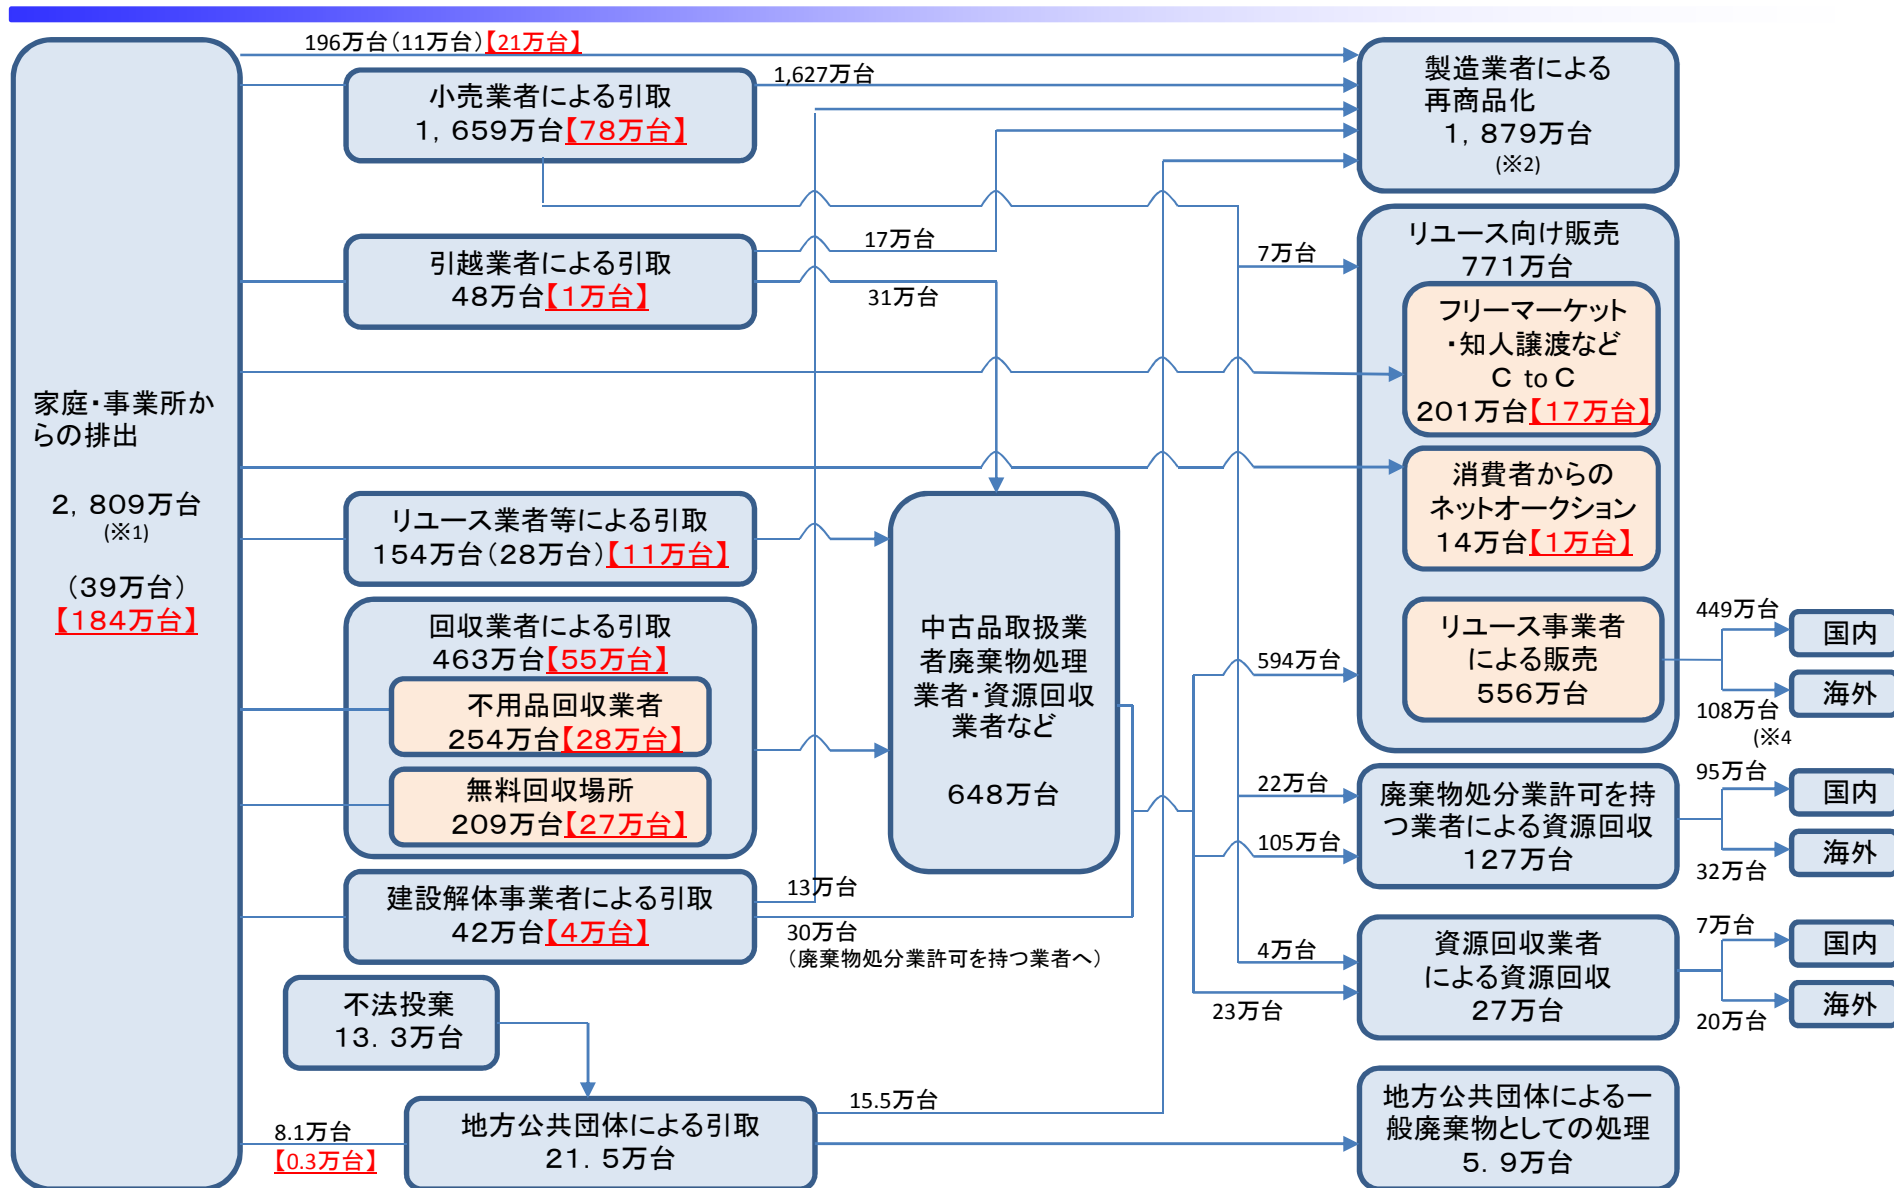 196万台（11万台）【21万台】
家庭・事業所か
らの排出
2，809万台
(※1)
（39万台）
【184万台】
小売業者による引取
1，659万台【78万台】
1,627万台
引越業者による引取
48万台【1万台】
17万台
31万台
リユース業者等による引取
154万台（28万台）【11万台】
回収業者による引取
463万台【55万台】
不用品回収業者
254万台【28万台】
無料回収場所
209万台【27万台】
建設解体事業者による引取
42万台【4万台】
13万台
30万台
（廃棄物処分業許可を持つ業者へ）
不法投棄
13．3万台
8.1万台
【0.3万台】
地方公共団体による引取
21．5万台
15.5万台
中古品取扱業
者廃棄物処理
業者・資源回収
業者など
648万台
製造業者による
再商品化
1，879万台
(※2)
7万台
リユース向け販売
771万台
フリーマーケット
・知人譲渡など
C to C
201万台【17万台】
消費者からの
ネットオークション
14万台【1万台】
594万台
リユース事業者
による販売
556万台
449万台
国内
海外
108万台
(※4
22万台
105万台
廃棄物処分業許可を持
つ業者による資源回収
127万台
95万台
国内
海外
32万台
4万台
23万台
資源回収業者
による資源回収
27万台
7万台
国内
海外
20万台
地方公共団体による一
般廃棄物としての処理
5．9万台